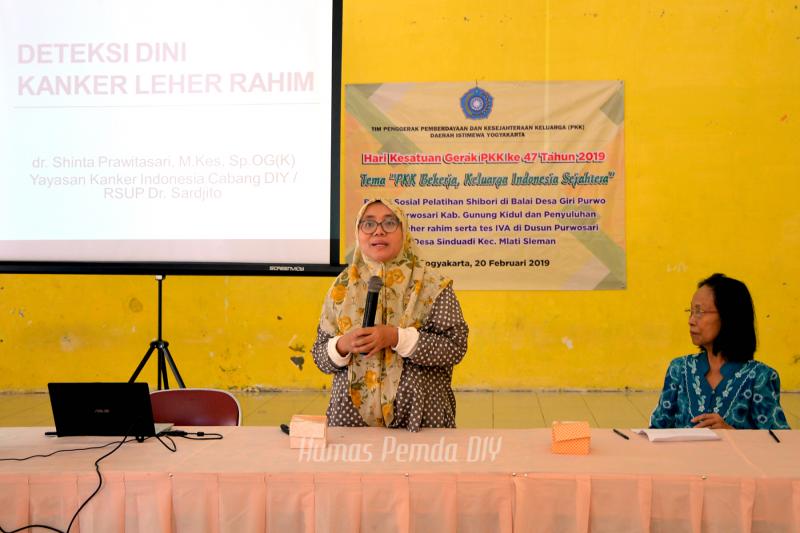 DETEKSI DINI
KANKER LEHER RAHIM
dr. Shinta Prawitasari, M.Kes, Sp.OG(K)
Yayasan Kanker Indonesia Cabang DIY /
RSUP Dr. Sardjito
TIM PENGGERAK PEMBERDAYAAN DAN KESEJAHTERAAN KELUARGA (PKK)
DAERAH ISTIMEWA YOGYAKARTA
Hari Kesatuan Gerak PKK ke 47 Tahun 2019
Tema "PKK Bekerja, Keluarga Indonesia Sejahtera"
Sosial Pelatihan Shibori di Balai Desa Giri Purwo
Kab. Gunung Kidul dan Penyuluhan
leher rahim serta tes IVA di Dusun Purwosari
Desa Sinduadi Kec. Mlati Sleman
Yogyakarta, 20 Februari 2019
ASUS
Humas Pemda DIY